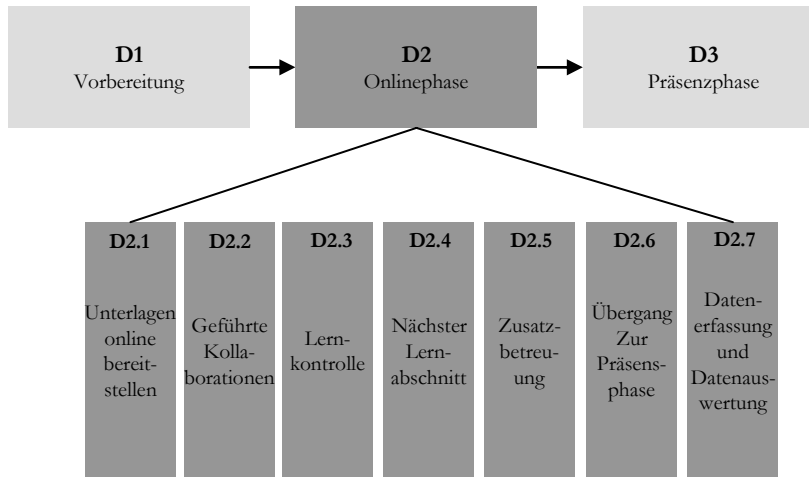 D1
Vorbereitung
D2
Onlinephase
D3
Präsenzphase
D2.1
Unterlagen
online
bereit-
stellen
D2.2
Geführte
Kolla-
borationen
D2.3
Lern-
kontrolle
D2.4
Nächster
Lern-
abschnitt
D2.5
Zusatz-
betreu-
ung
D2.6
Übergang
Zur
Präsens-
phase
D2.7
Daten-
erfassung
und
Datenaus-
wertung